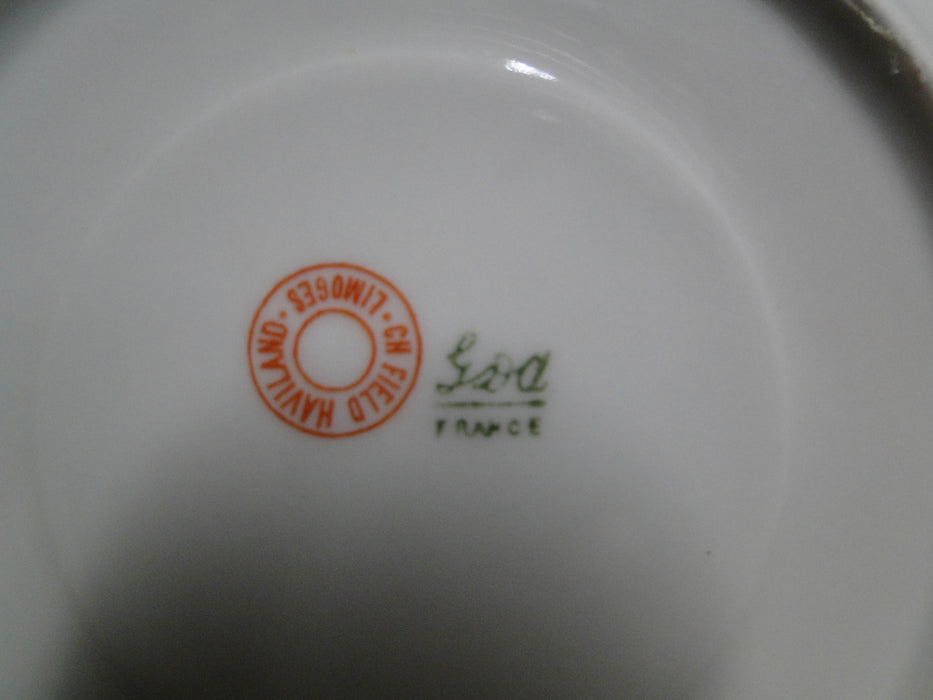 CH FIELD HAVILAND • LIMOGES •
GDA
FRANCE